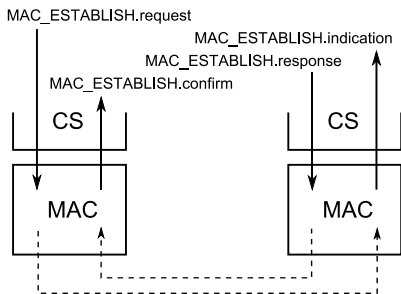 MAC_ESTABLISH.request
MAC_ESTABLISH.indication
MAC_ESTABLISH.response
MAC_ESTABLISH.confirm
CS
CS
MAC
MAC